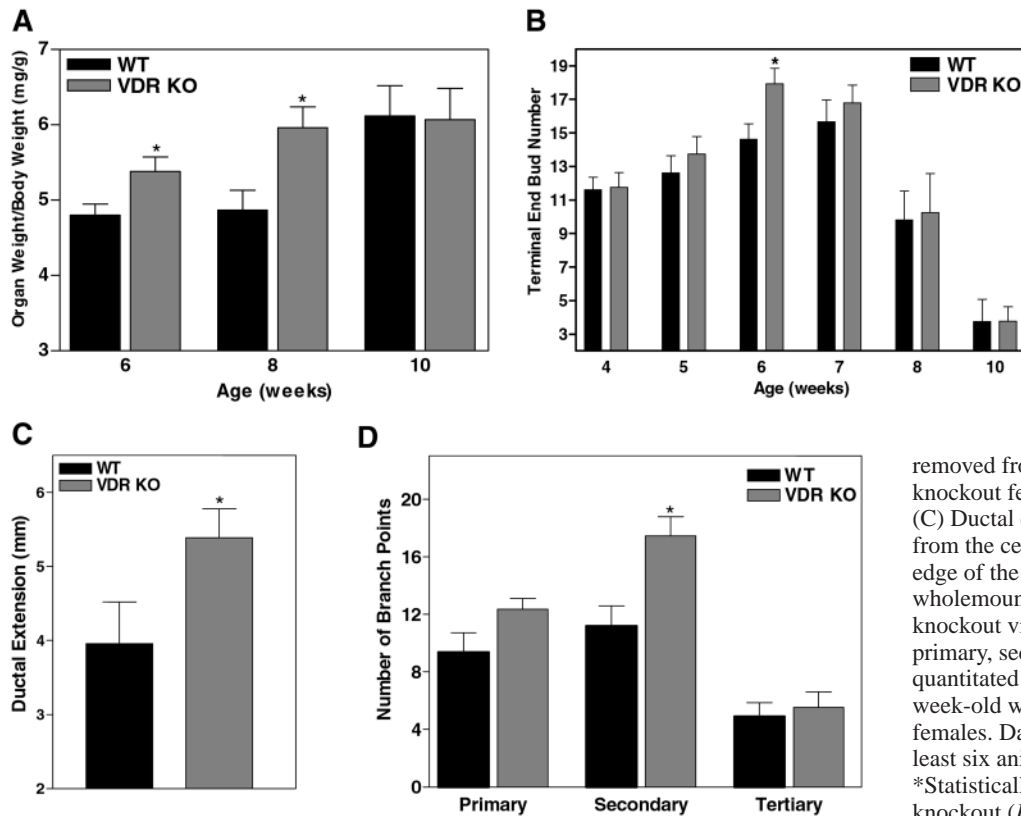 A
Organ Weight/Body Weight (mg/g)
7
6
5
4
3
WT
VDR KO
*
*
6 8 10
Age (weeks)
B
Terminal End Bud Number
19
17
15
13
11
9
7
5
3
*
WT
VDR KO
4 5 6 7 8 10
Age (weeks)
C
Ductal Extension (mm)
6
5
4
3
2
WT
VDR KO
*
D
Number of Branch Points
20
16
12
8
4
0
WT
VDR KO
*
Primary Secondary Tertiary
removed fro
knockout fe
(C) Ductal
from the ce
edge of the
wholemoun
knockout vi
primary, sec
quantitated
week-old w
females. Da
least six ani
*Statisticall
knockout (